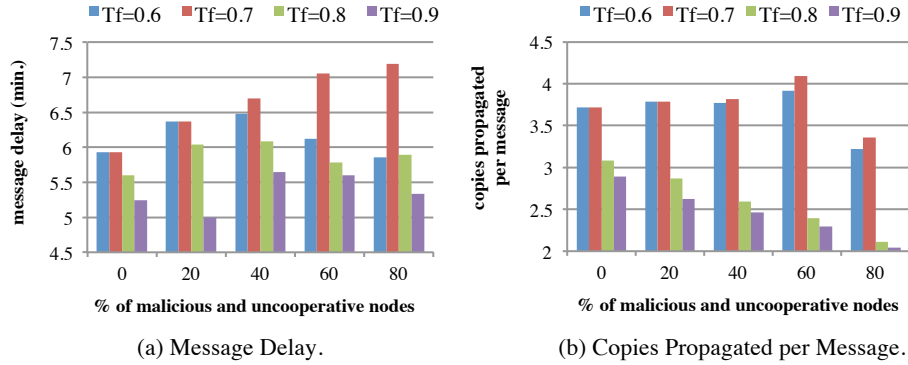 Tf=0.6 Tf=0.7 Tf=0.8 Tf=0.9
message delay (min.)
7.5
7
6.5
6
5.5
5
4.5
0 20 40 60 80
% of malicious and uncooperative nodes
(a) Message Delay.
Tf=0.6 Tf=0.7 Tf=0.8 Tf=0.9
copies propagated
per message
4.5
4
3.5
3
2.5
2
0 20 40 60 80
% of malicious and uncooperative nodes
(b) Copies Propagated per Message.